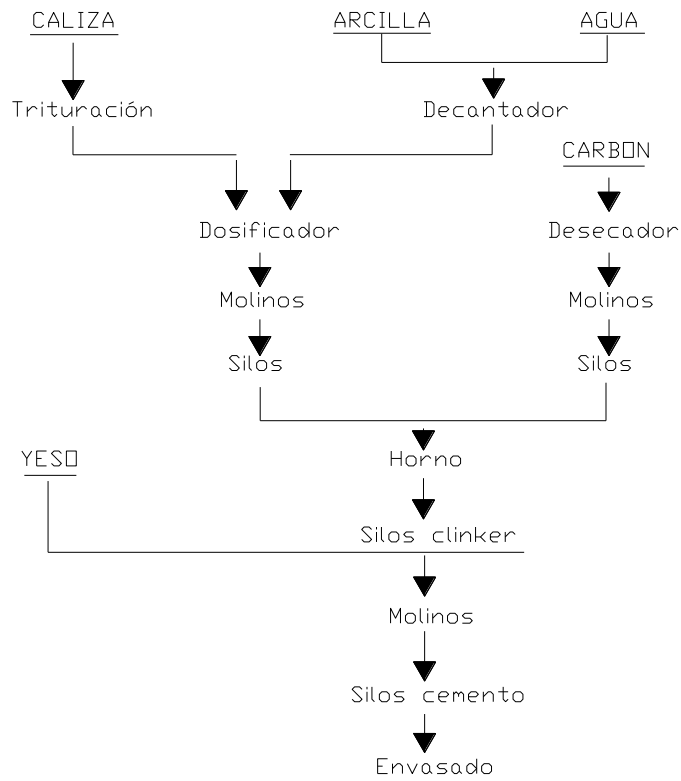 CALIZA
ARCILLA
AGUA
Trituración
Decantador
CARBON
Dosificador
Desecador
Molinos
Molinos
Silos
Silos
YESO
Horno
Silos clinker
Molinos
Silos cemento
Envasado